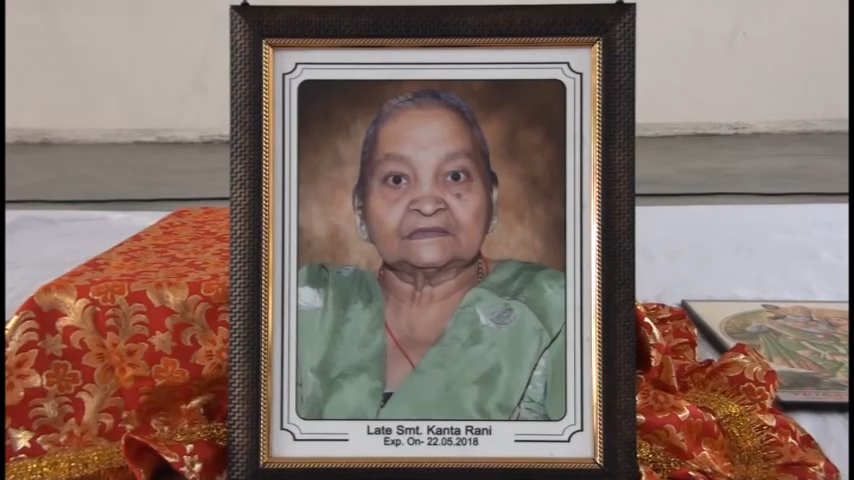 Late Smt. Kanta Rani
Exp. On- 22.05.2018